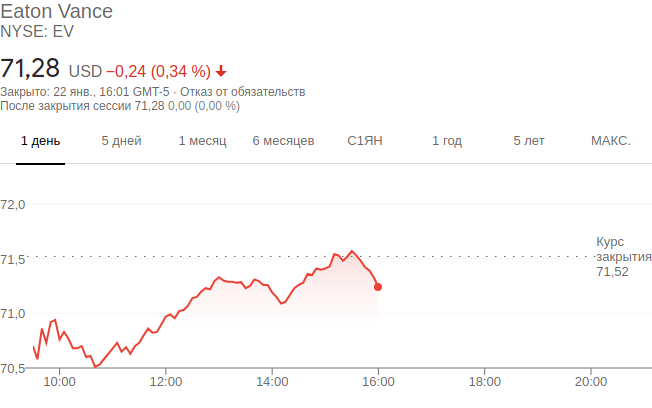 Eaton Vance
NYSE: EV
71,28 USD −0,24 (0,34 %)
Закрыто: 22 янв., 16:01 GMT-5 · Отказ от обязательств
После закрытия сессии 71,28 0,00 (0,00 %)
1 день 5 дней 1 месяц 6 месяцев С1ЯН 1 год 5 лет МАКС.
72,0
Курс
закрытия
71,52
71,5
71,0
70,5
10:00 12:00 14:00 16:00 18:00 20:00